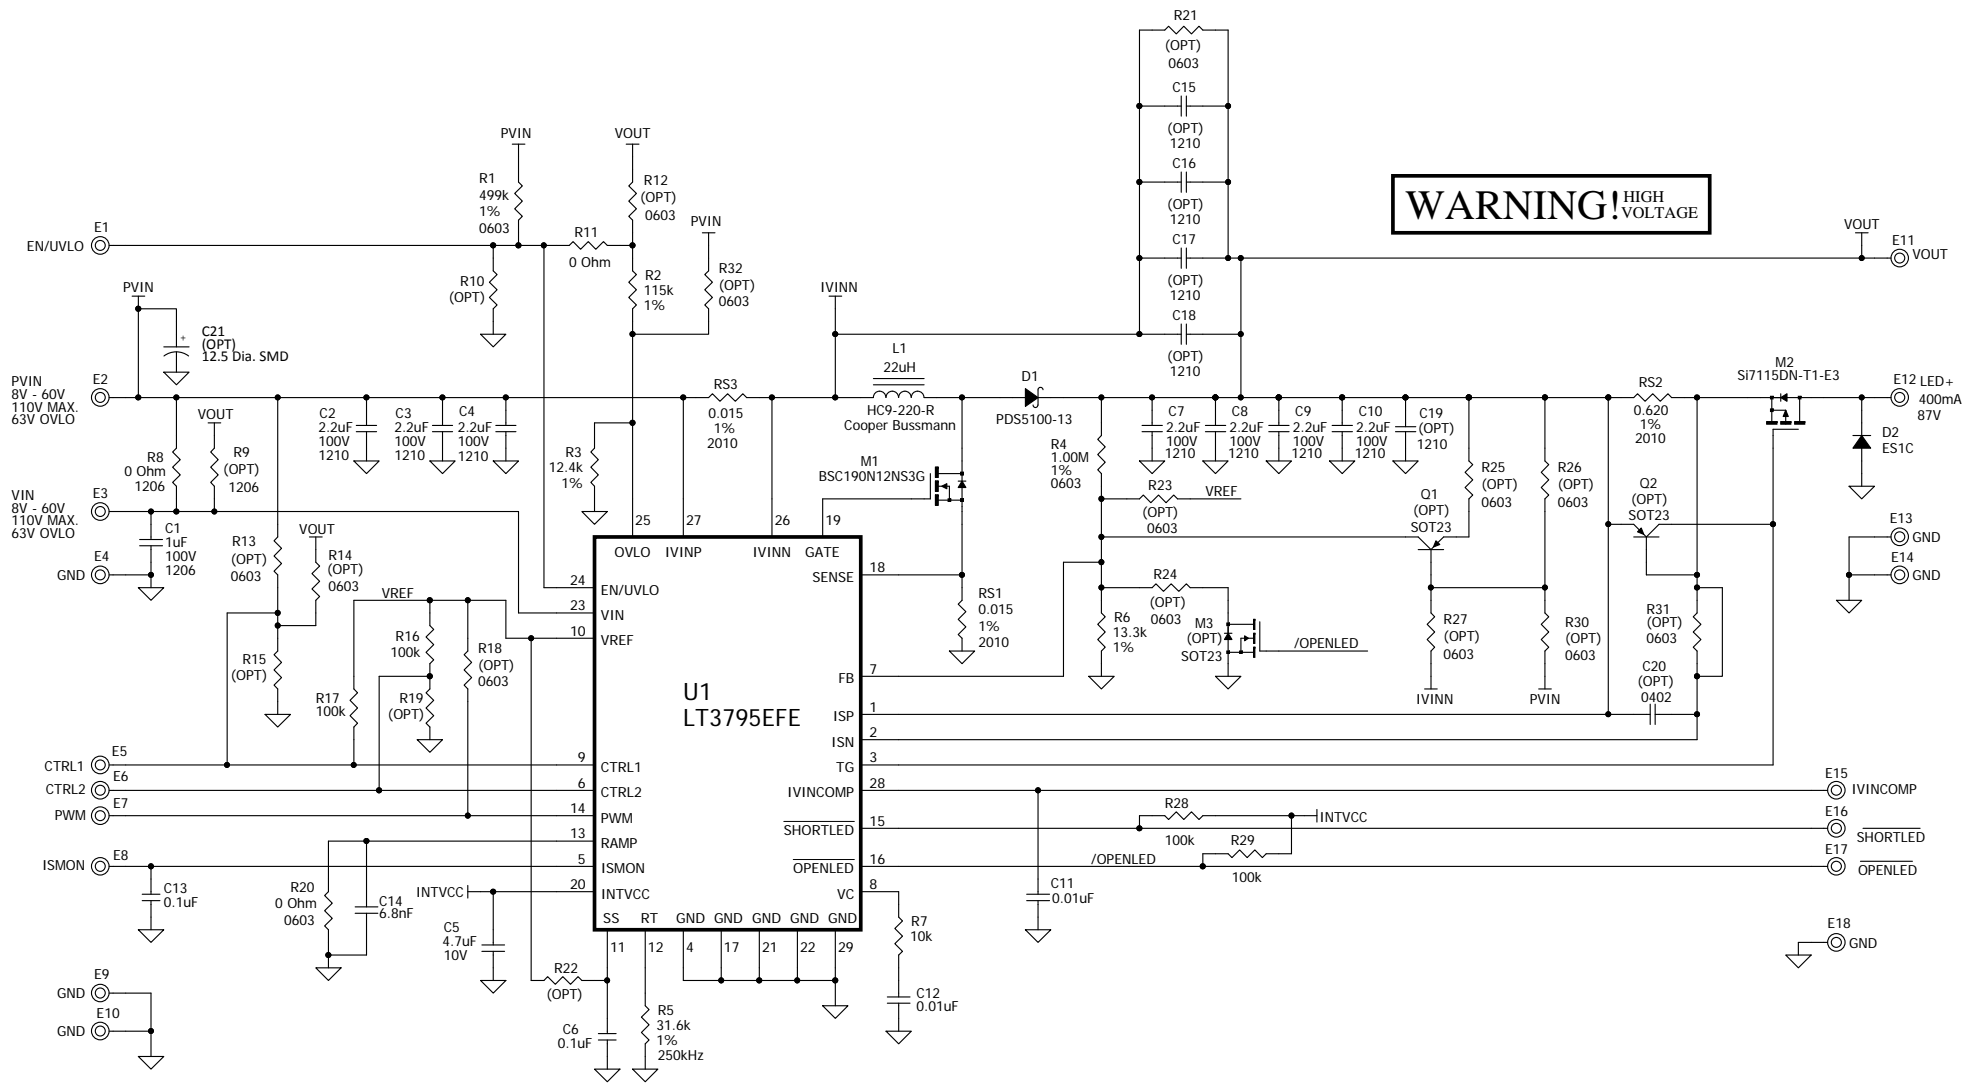 R21
(OPT)
0603
C15
(OPT)
1210
C16
(OPT)
1210
C17
(OPT)
1210
C18
(OPT)
1210
WARNING! HIGH VOLTAGE
VOUT
E11
VOUT
PVIN
R1
499k
1%
0603
VOUT
R12
(OPT)
0603
PVIN
E1
EN/UVLO
R11
0 Ohm
R10
(OPT)
R2
115k
1%
R32
(OPT)
0603
IVINN
PVIN
C21
(OPT)
12.5 Dia. SMD
+
L1
22uH
HC9-220-R
Cooper Bussmann
D1
PDS5100-13
M2
Si7115DN-T1-E3
PVIN
8V - 60V
110V MAX.
63V OVLO
E2
VOUT
R8
0 Ohm
1206
R9
(OPT)
1206
C2
2.2uF
100V
1210
C3
2.2uF
100V
1210
C4
2.2uF
100V
1210
RS3
0.015
1%
2010
R3
12.4k
1%
M1
BSC190N12NS3G
R4
1.00M
1%
0603
C7
2.2uF
100V
1210
C8
2.2uF
100V
1210
C9
2.2uF
100V
1210
C10
2.2uF
100V
1210
C19
(OPT)
1210
RS2
0.620
1%
2010
E12
LED+
400mA
87V
D2
ES1C
R23
(OPT)
0603
VREF
Q1
(OPT)
SOT23
R25
(OPT)
0603
R26
(OPT)
0603
Q2
(OPT)
SOT23
VIN
8V - 60V
110V MAX.
63V OVLO
E3
E4
GND
C1
1uF
100V
1206
R13
(OPT)
0603
VOUT
R14
(OPT)
0603
E13
GND
E14
GND
25
27
26
19
OVLO
IVINP
IVINN
GATE
SENSE
18
24
EN/UVLO
23
VIN
10
VREF
VREF
RS1
0.015
1%
2010
R24
(OPT)
0603
R6
13.3k
1%
M3
(OPT)
SOT23
/OPENLED
R27
(OPT)
0603
IVINN
R30
(OPT)
0603
PVIN
R31
(OPT)
0603
C20
(OPT)
0402
R15
(OPT)
R17
100k
R16
100k
R19
(OPT)
R18
(OPT)
0603
U1
LT3795EFE
FB
7
ISP
1
ISN
2
TG
3
IVINCOMP
28
SHORTLED
15
OPENLED
16
VC
8
CTRL1
E5
9
CTRL1
CTRL2
E6
6
CTRL2
PWM
E7
14
PWM
13
RAMP
ISMON
E8
5
ISMON
INTVCC
20
INTVCC
E15
IVINCOMP
E16
SHORTLED
E17
OPENLED
R28
100k
INTVCC
R29
100k
/OPENLED
C11
0.01uF
C13
0.1uF
R20
0 Ohm
0603
C14
6.8nF
C5
4.7uF
10V
SS
RT
GND
GND
GND
GND
GND
11
12
4
17
21
22
29
R7
10k
C12
0.01uF
E18
GND
R22
(OPT)
C6
0.1uF
R5
31.6k
1%
250kHz
E9
GND
E10
GND